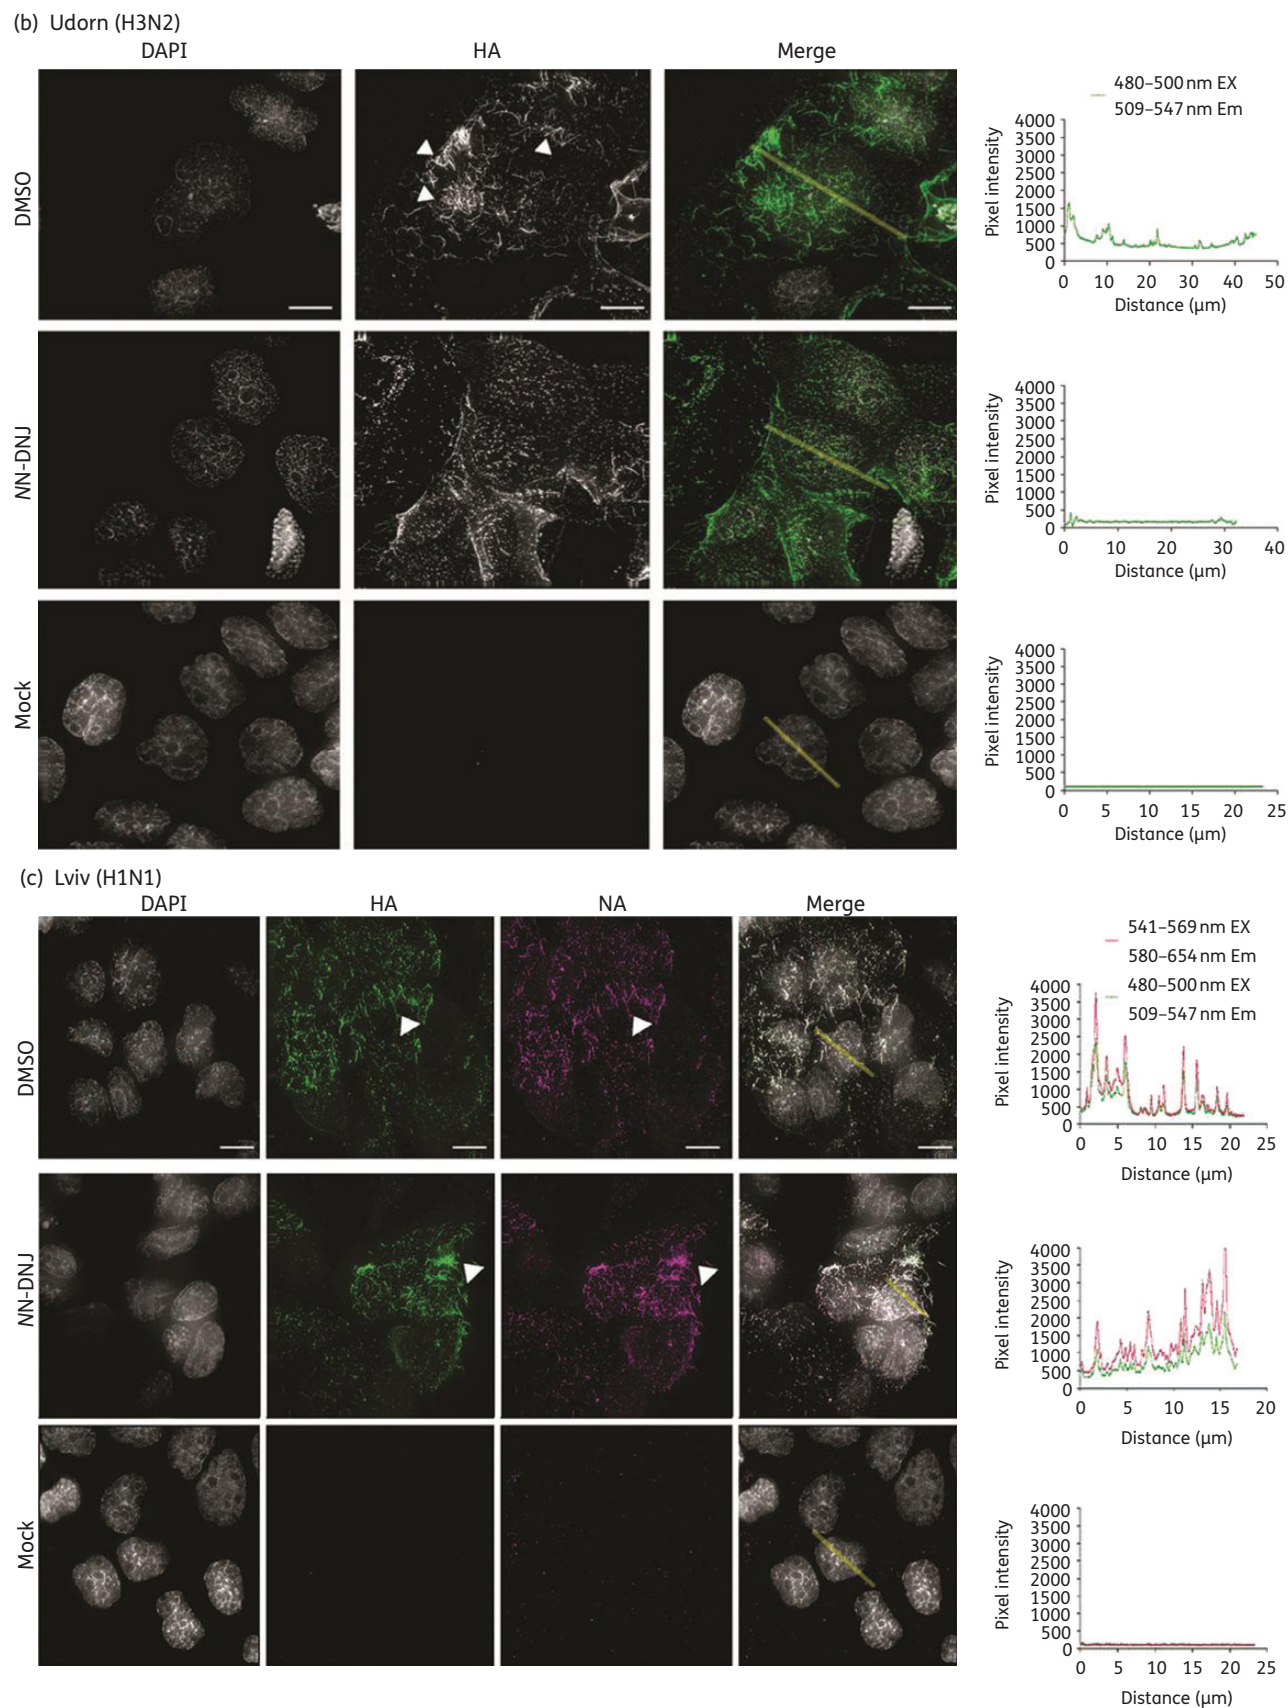 (b) Udorn (H3N2)
DAPI HA Merge
DMSO
480–500 nm EX
509–547 nm Em
Pixel intensity
4000
3500
3000
2500
2000
1500
1000
500
0
0 10 20 30 40 50
Distance (µm)
NN-DNJ
Pixel intensity
4000
3500
3000
2500
2000
1500
1000
500
0
0 10 20 30 40
Distance (µm)
Mock
Pixel intensity
4000
3500
3000
2500
2000
1500
1000
500
0
0 5 10 15 20 25
Distance (µm)
(c) Lviv (H1N1)
DAPI HA NA Merge
DMSO
541–569 nm EX
580–654 nm Em
480–500 nm EX
509–547 nm Em
Pixel intensity
4000
3500
3000
2500
2000
1500
1000
500
0
0 5 10 15 20 25
Distance (µm)
NN-DNJ
Pixel intensity
4000
3500
3000
2500
2000
1500
1000
500
0
0 5 10 15 20
Distance (µm)
Mock
Pixel intensity
4000
3500
3000
2500
2000
1500
1000
500
0
0 5 10 15 20 25
Distance (µm)